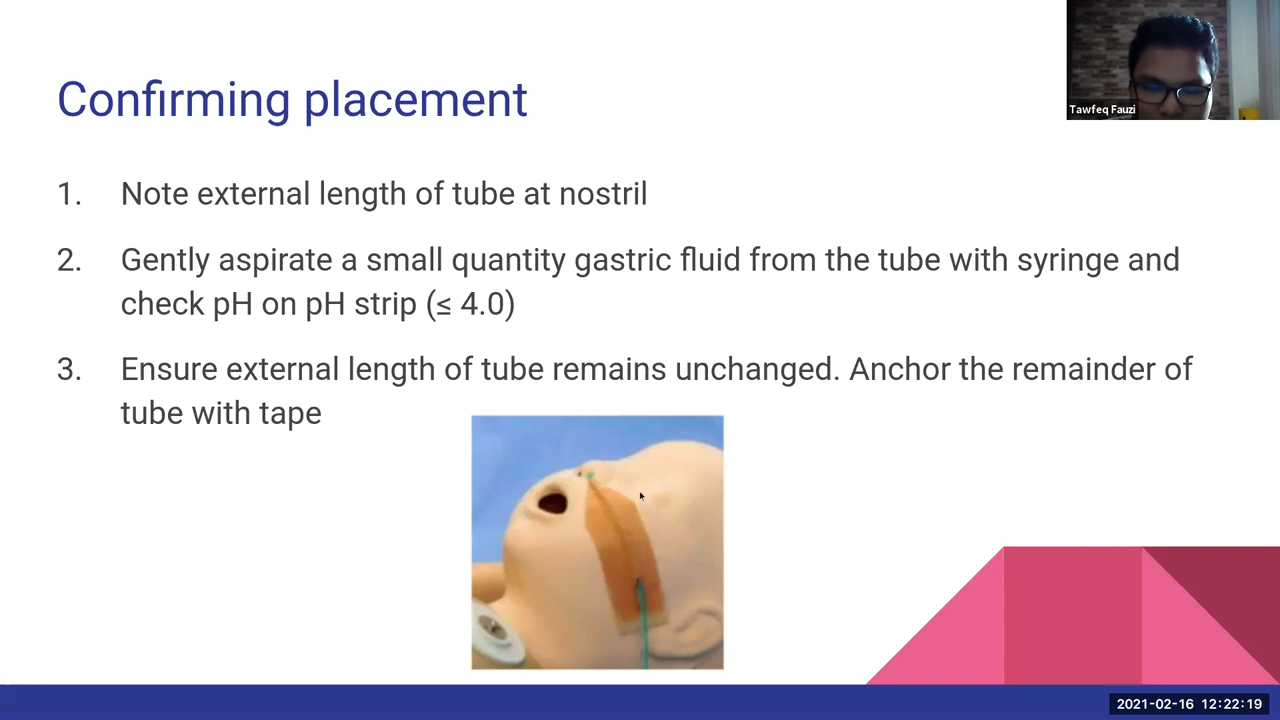 Confirming placement
Tawfeq Fauzi
1. Note external length of tube at nostril
2. Gently aspirate a small quantity gastric fluid from the tube with syringe and
check pH on pH strip (≤ 4.0)
3. Ensure external length of tube remains unchanged. Anchor the remainder of
tube with tape
2021-02-16 12:22:19